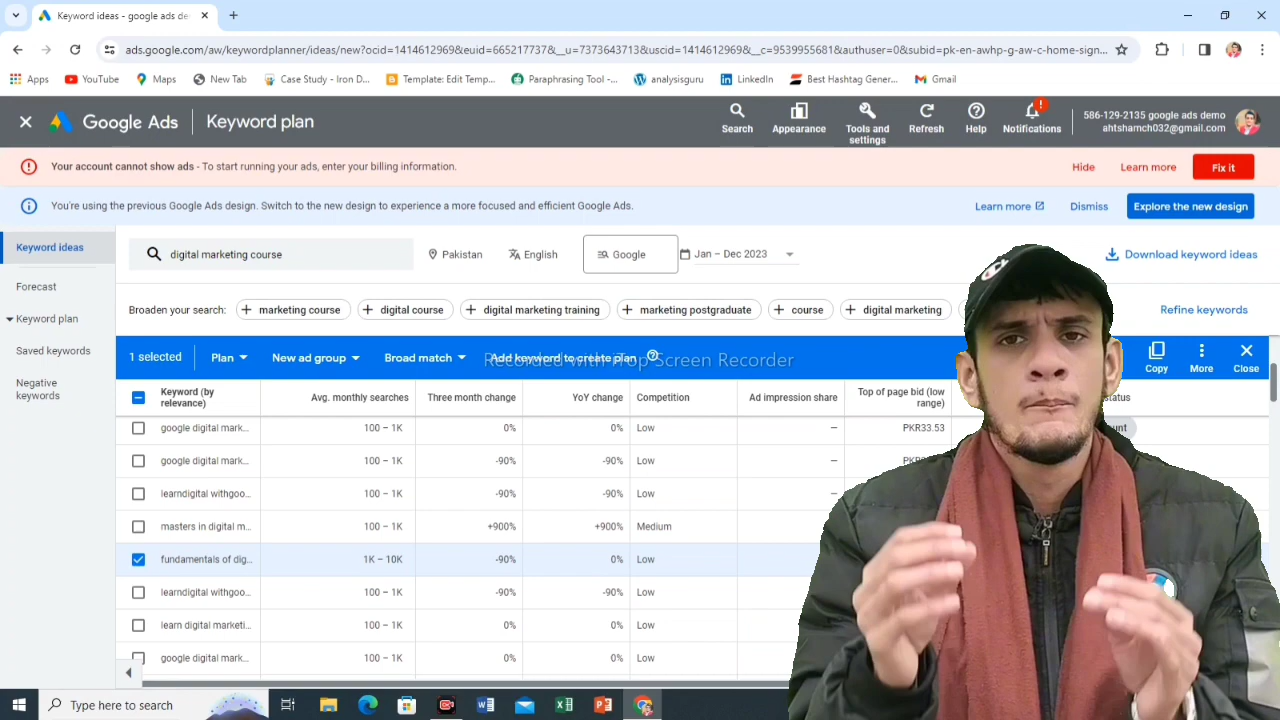 Keyword ideas - google ads de
ads.google.com/aw/keywordplanner/ideas/new?ocid=1414612969&euid=665217737&__u=7373643713&uscid=1414612969&__c=9539955681&authuser=0&subid=pk-en-awhp-g-aw-c-home-sign...
Apps YouTube Maps New Tab Case Study - Iron D... Template: Edit Temp... Paraphrasing Tool -... analysisguru LinkedIn Best Hashtag Gener... Gmail
Google Ads Keyword plan
Search Appearance Tools and settings Refresh Help Notifications
586-129-2135 google ads demo
ahtshamch032@gmail.com
Your account cannot show ads - To start running your ads, enter your billing information. Hide Learn more Fix it
You're using the previous Google Ads design. Switch to the new design to experience a more focused and efficient Google Ads. Learn more Dismiss Explore the new design
Keyword ideas
Forecast
Keyword plan
Saved keywords
Negative
keywords
digital marketing course Pakistan English Google Jan – Dec 2023 Download keyword ideas
Broaden your search: marketing course digital course digital marketing training marketing postgraduate course digital marketing Refine keywords
1 selected Plan New ad group Broad match Add keyword to create plan Copy More Close
Recorded with iTop Screen Recorder
Keyword (by relevance) Avg. monthly searches Three month change YoY change Competition Ad impression share Top of page bid (low range)
google digital mark... 100 – 1K 0% 0% Low – PKR33.53
google digital mark... 100 – 1K -90% -90% Low –
learndigital withgoo... 100 – 1K -90% -90% Low –
masters in digital m... 100 – 1K +900% +900% Medium
fundamentals of dig... 1K – 10K -90% 0% Low
learndigital withgoo... 100 – 1K -90% -90% Low
learn digital marketi... 100 – 1K 0% 0% Low
google digital mark... 100 – 1K 0% 0% Low
Type here to search